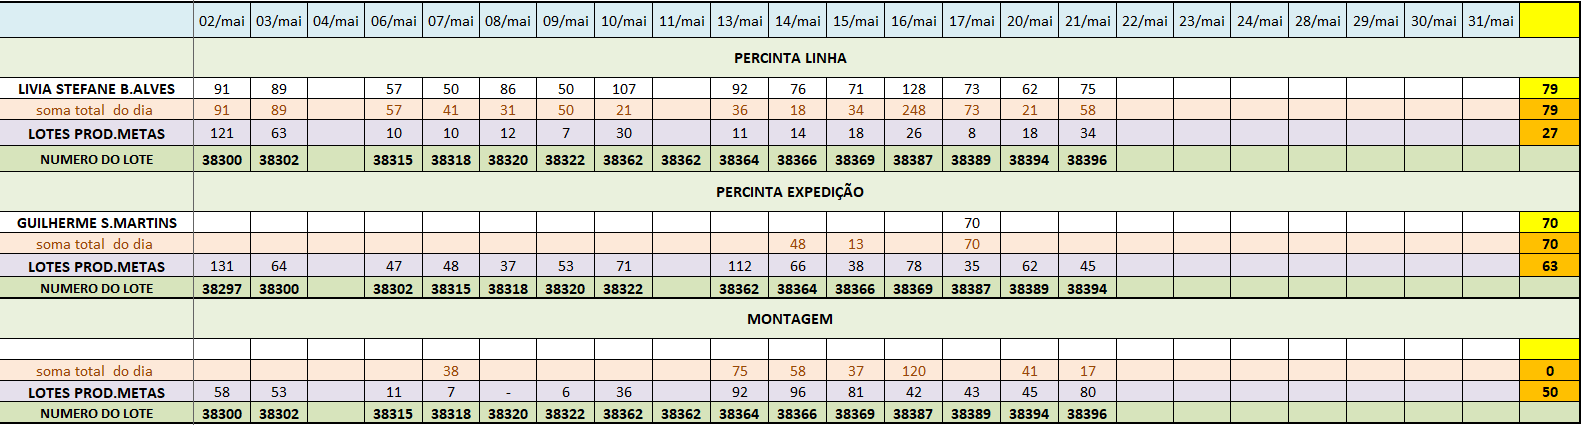 02/mai 03/mai 04/mai 06/mai 07/mai 08/mai 09/mai 10/mai 11/mai 13/mai 14/mai 15/mai 16/mai 17/mai 20/mai 21/mai 22/mai 23/mai 24/mai 28/mai 29/mai 30/mai 31/mai
PERCINTA LINHA
LIVIA STEFANE B.ALVES 91 89 57 50 86 50 107 92 76 71 128 73 62 75 79
soma total do dia 91 89 57 41 31 50 21 36 18 34 248 73 21 58 79
LOTES PROD.METAS 121 63 10 10 12 7 30 11 14 18 26 8 18 34 27
NUMERO DO LOTE 38300 38302 38315 38318 38320 38322 38362 38362 38364 38366 38369 38387 38389 38394 38396
PERCINTA EXPEDIÇÃO
GUILHERME S.MARTINS 70 70
soma total do dia 48 13 70 70
LOTES PROD.METAS 131 64 47 48 37 53 71 112 66 38 78 35 62 45 63
NUMERO DO LOTE 38297 38300 38302 38315 38318 38320 38322 38362 38364 38366 38369 38387 38389 38394
MONTAGEM
soma total do dia 38 75 58 37 120 41 17 0
LOTES PROD.METAS 58 53 11 7 - 6 36 92 96 81 42 43 45 80 50
NUMERO DO LOTE 38300 38302 38315 38318 38320 38322 38362 38362 38364 38366 38369 38387 38389 38394 38396